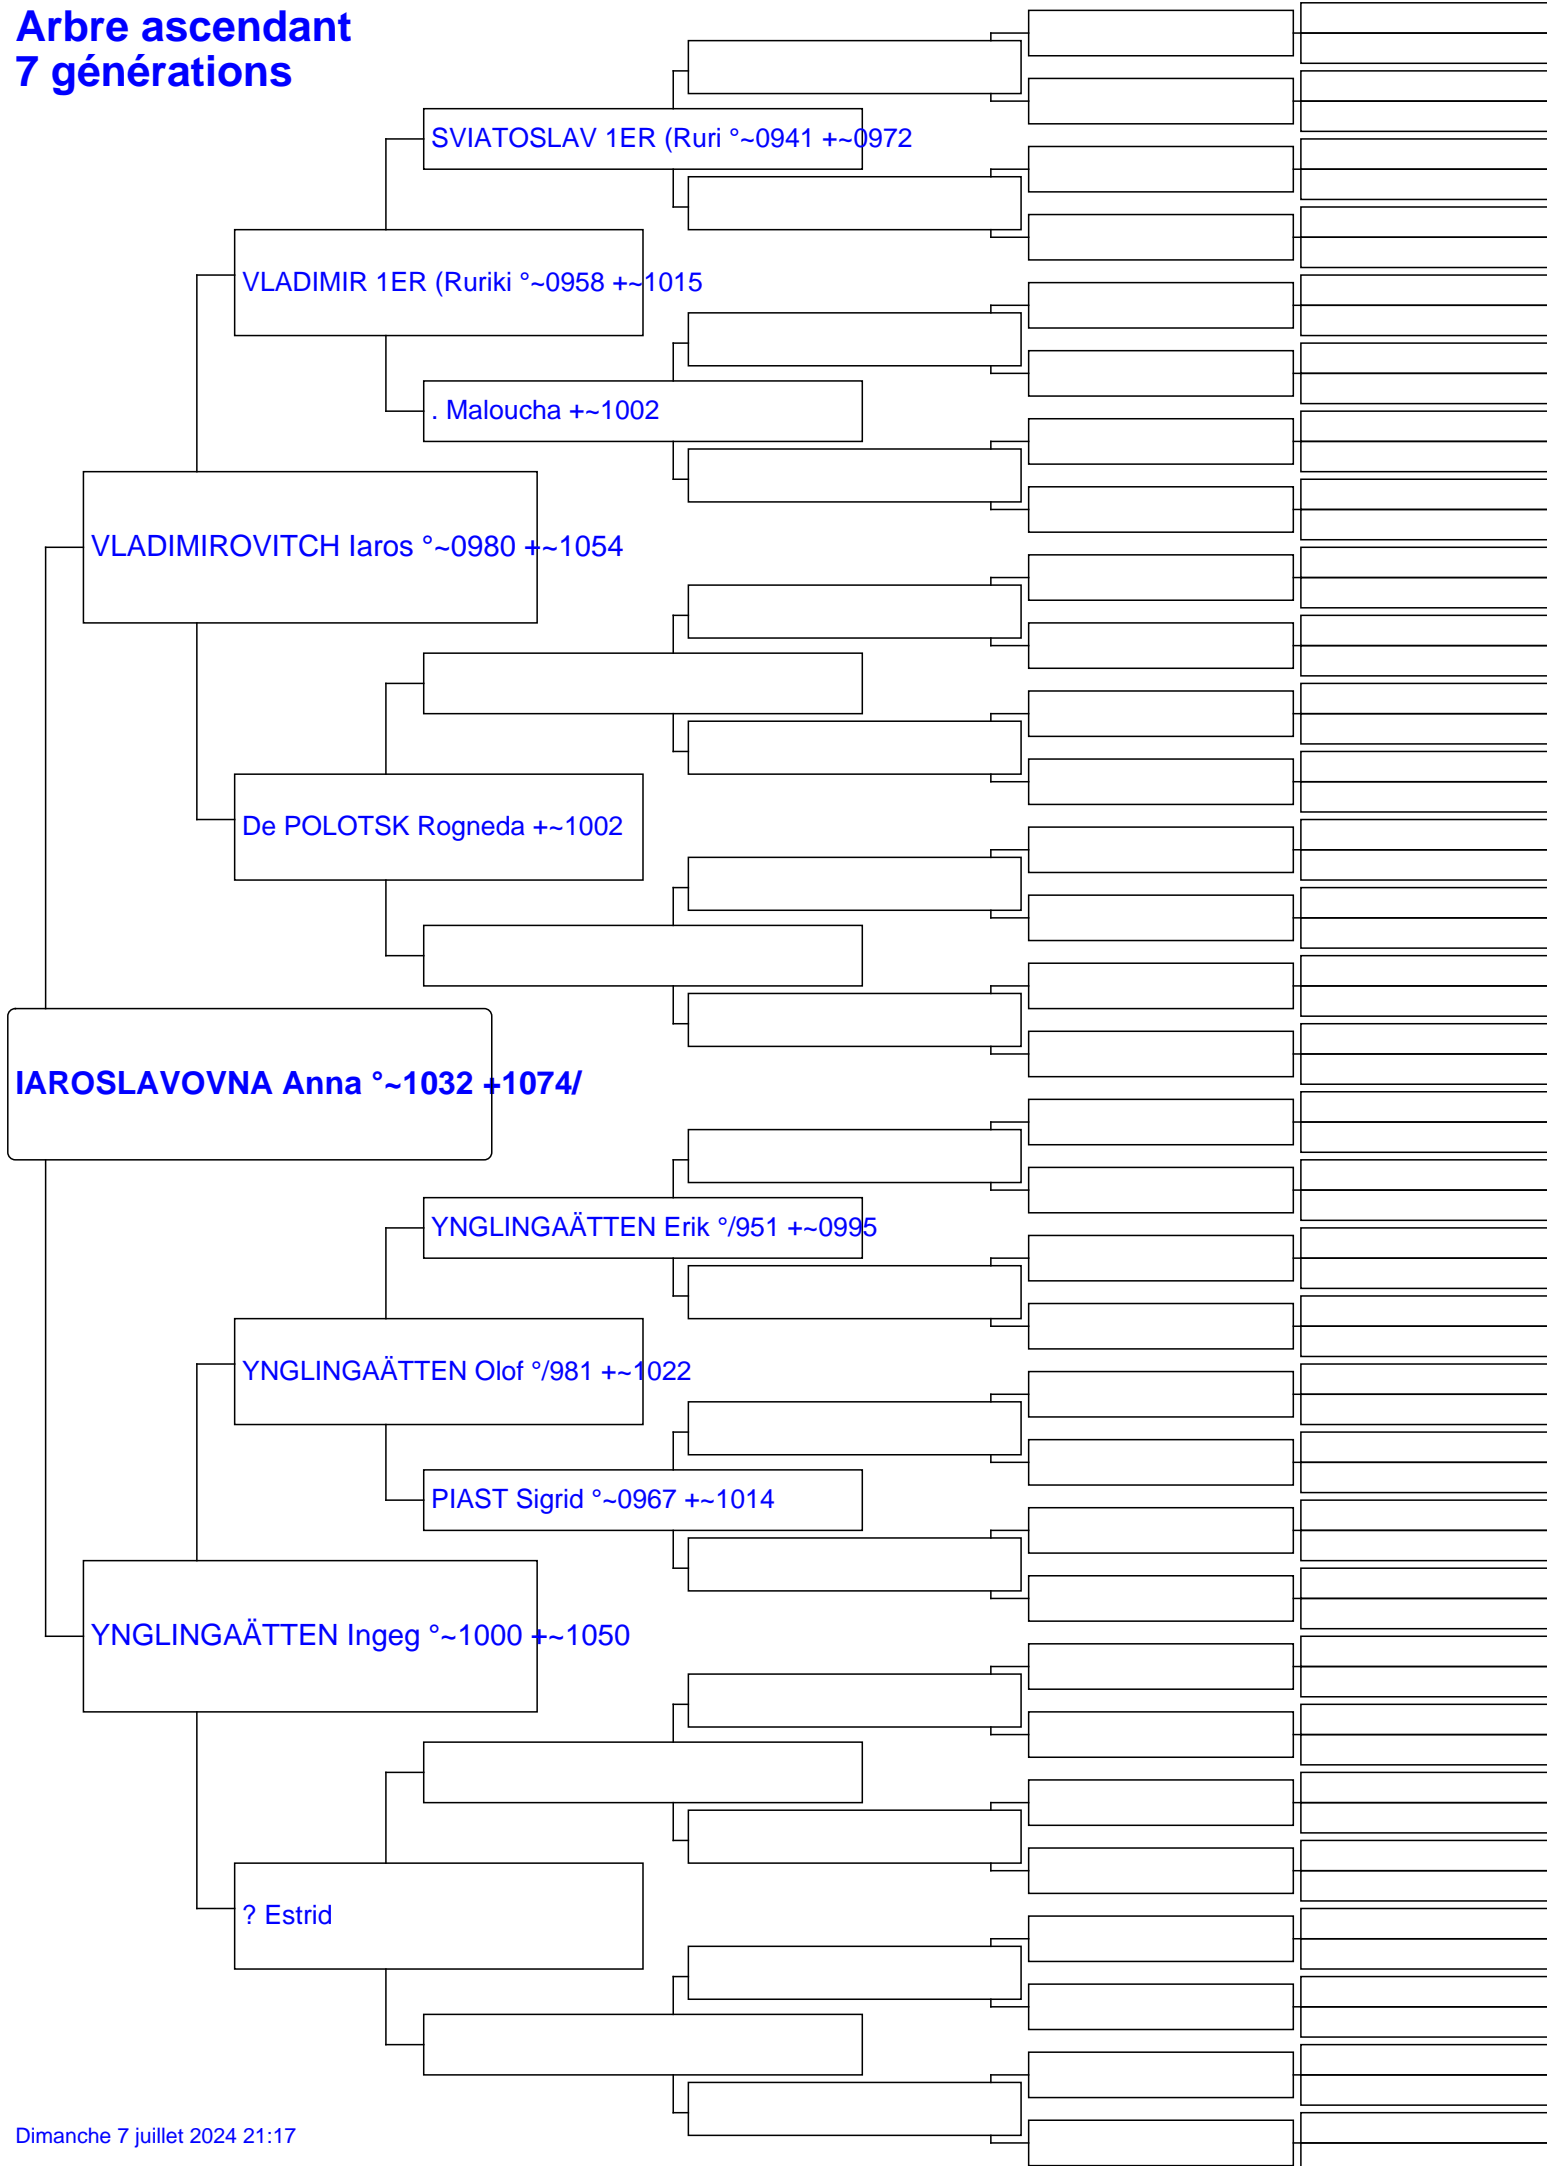 Arbre ascendant
7 générations
SVIATOSLAV 1ER (Ruri °~0941 +~0972
VLADIMIR 1ER (Ruriki °~0958 +~1015
. Maloucha +~1002
VLADIMIROVITCH Iaros °~0980 +~1054
De POLOTSK Rogneda +~1002
IAROSLAVOVNA Anna °~1032 +1074/
YNGLINGAÄTTEN Erik °/951 +~0995
YNGLINGAÄTTEN Olof °/981 +~1022
PIAST Sigrid °~0967 +~1014
YNGLINGAÄTTEN Ingeg °~1000 +~1050
? Estrid
Dimanche 7 juillet 2024 21:17